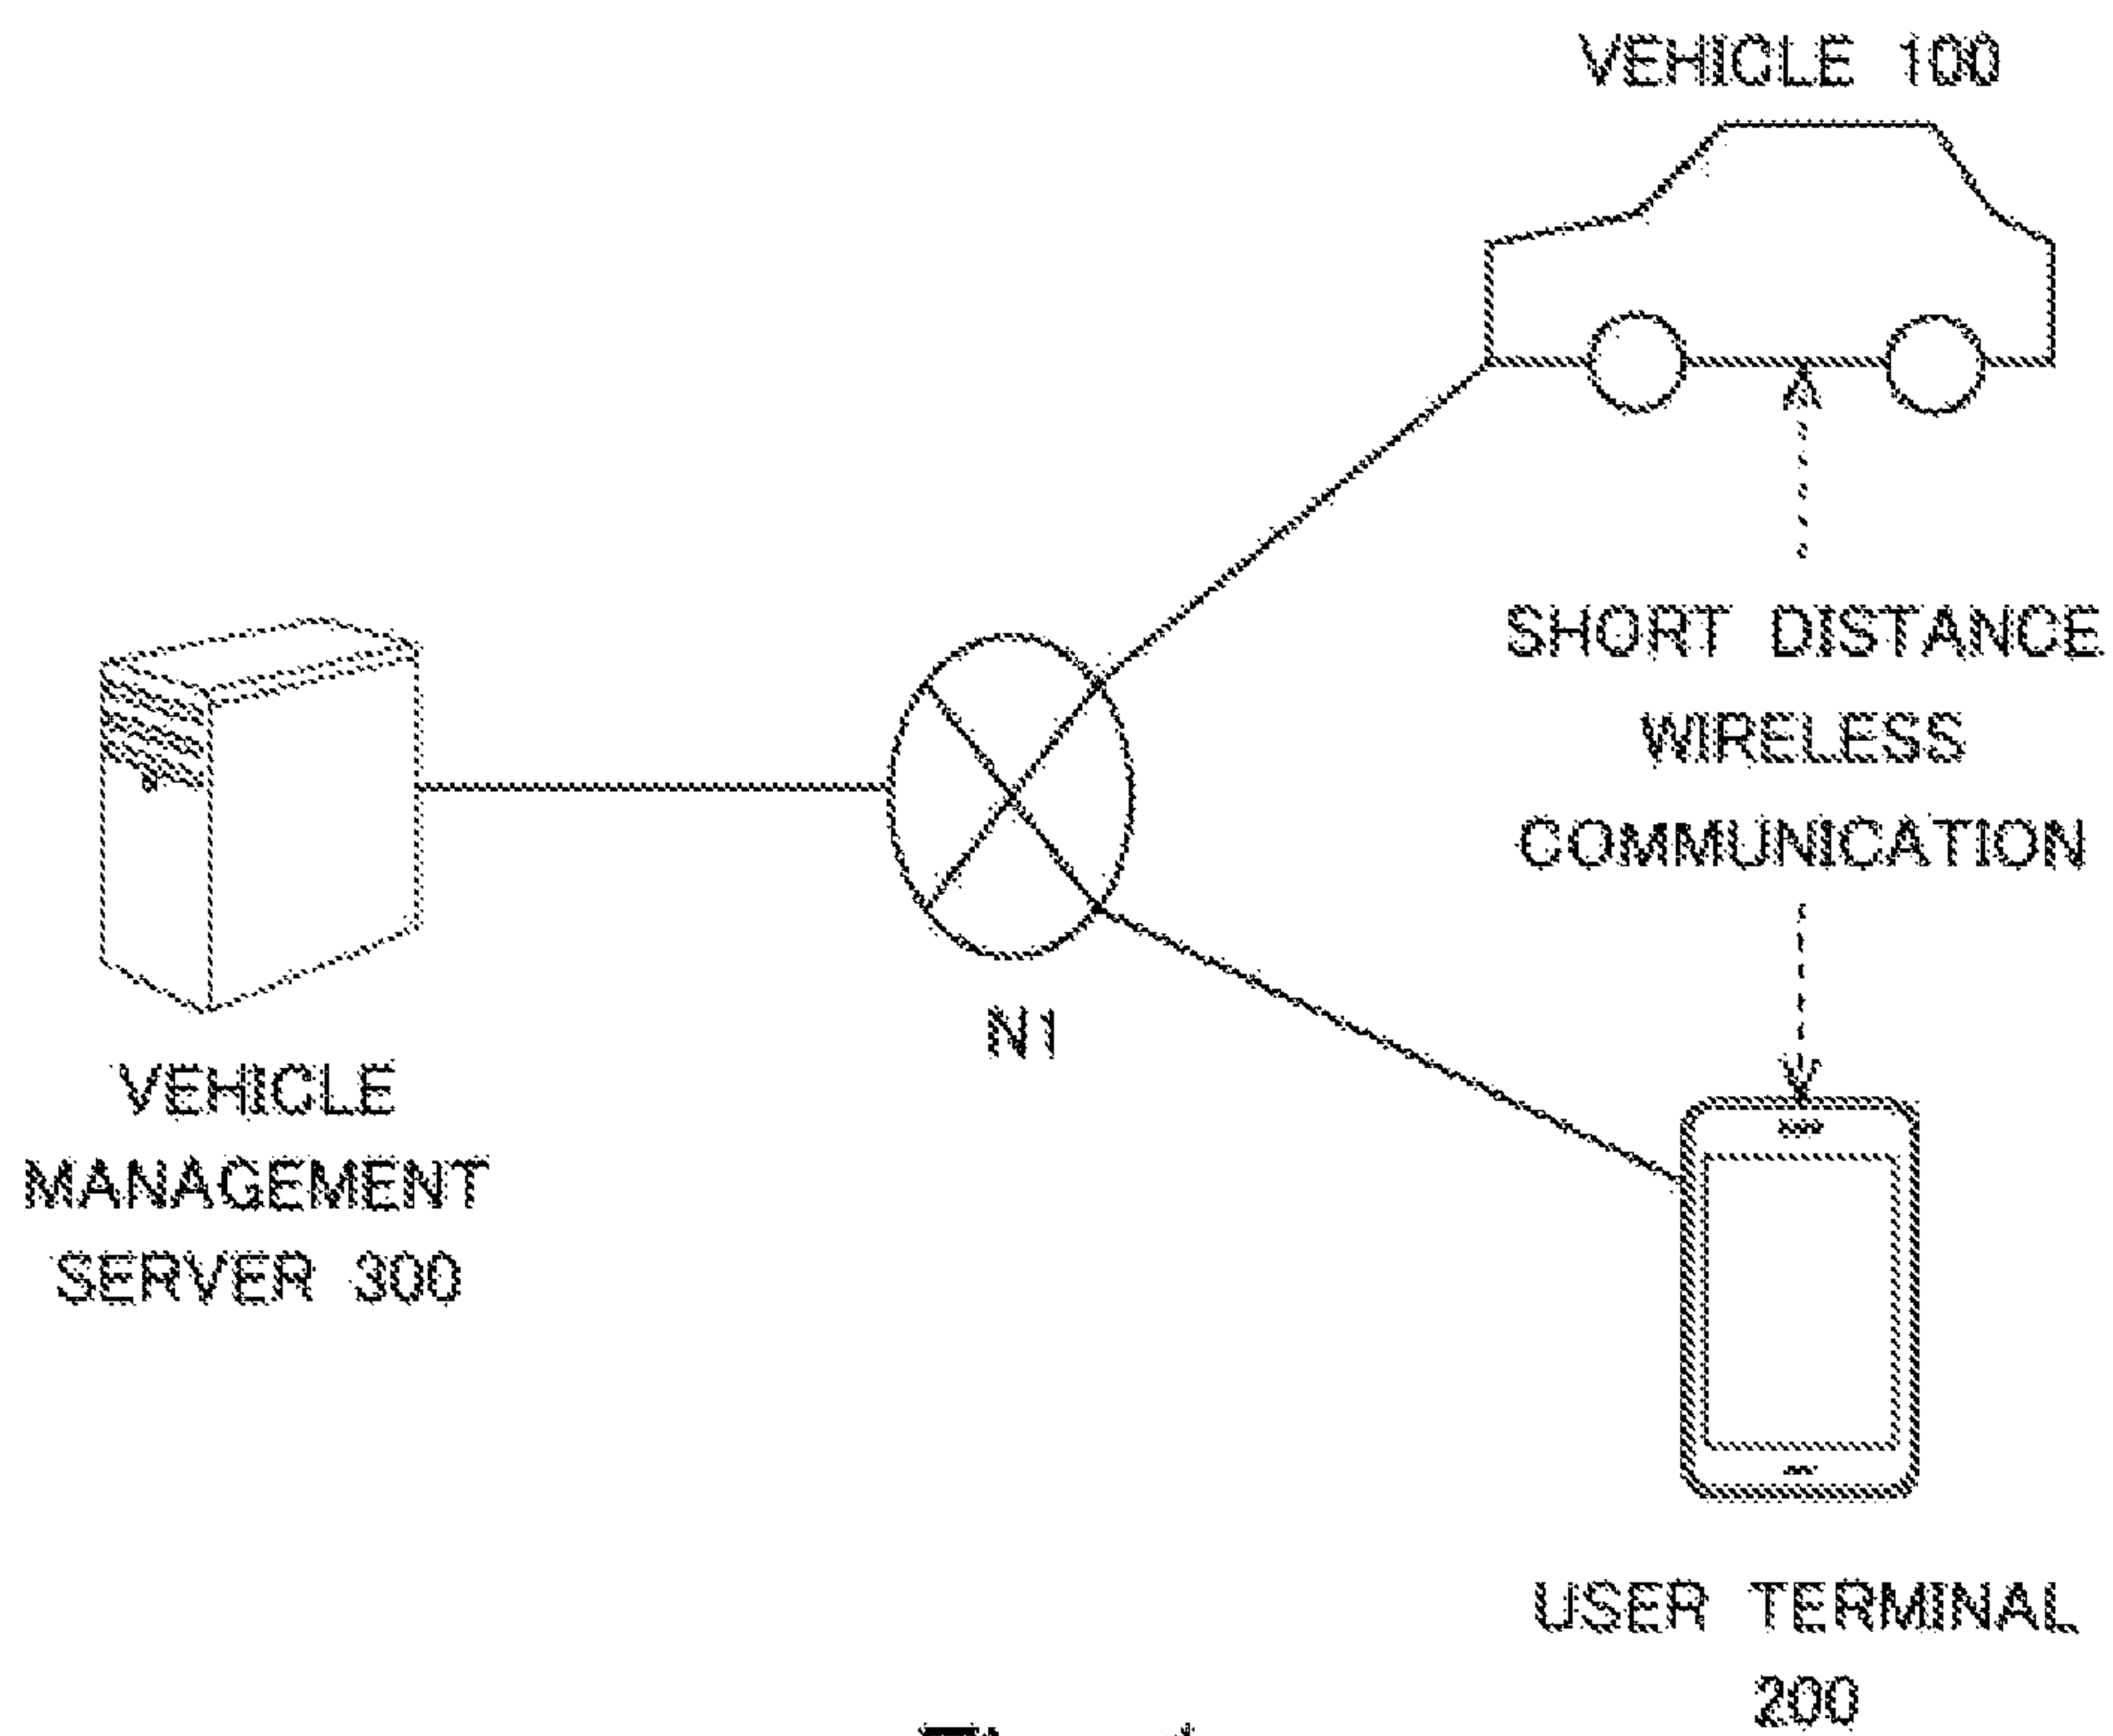 VEHICLE 100
SHORT DISTANCE
WIRELESS
COMMUNICATION
N1
VEHICLE
MANAGEMENT
SERVER 300
USER TERMINAL
200